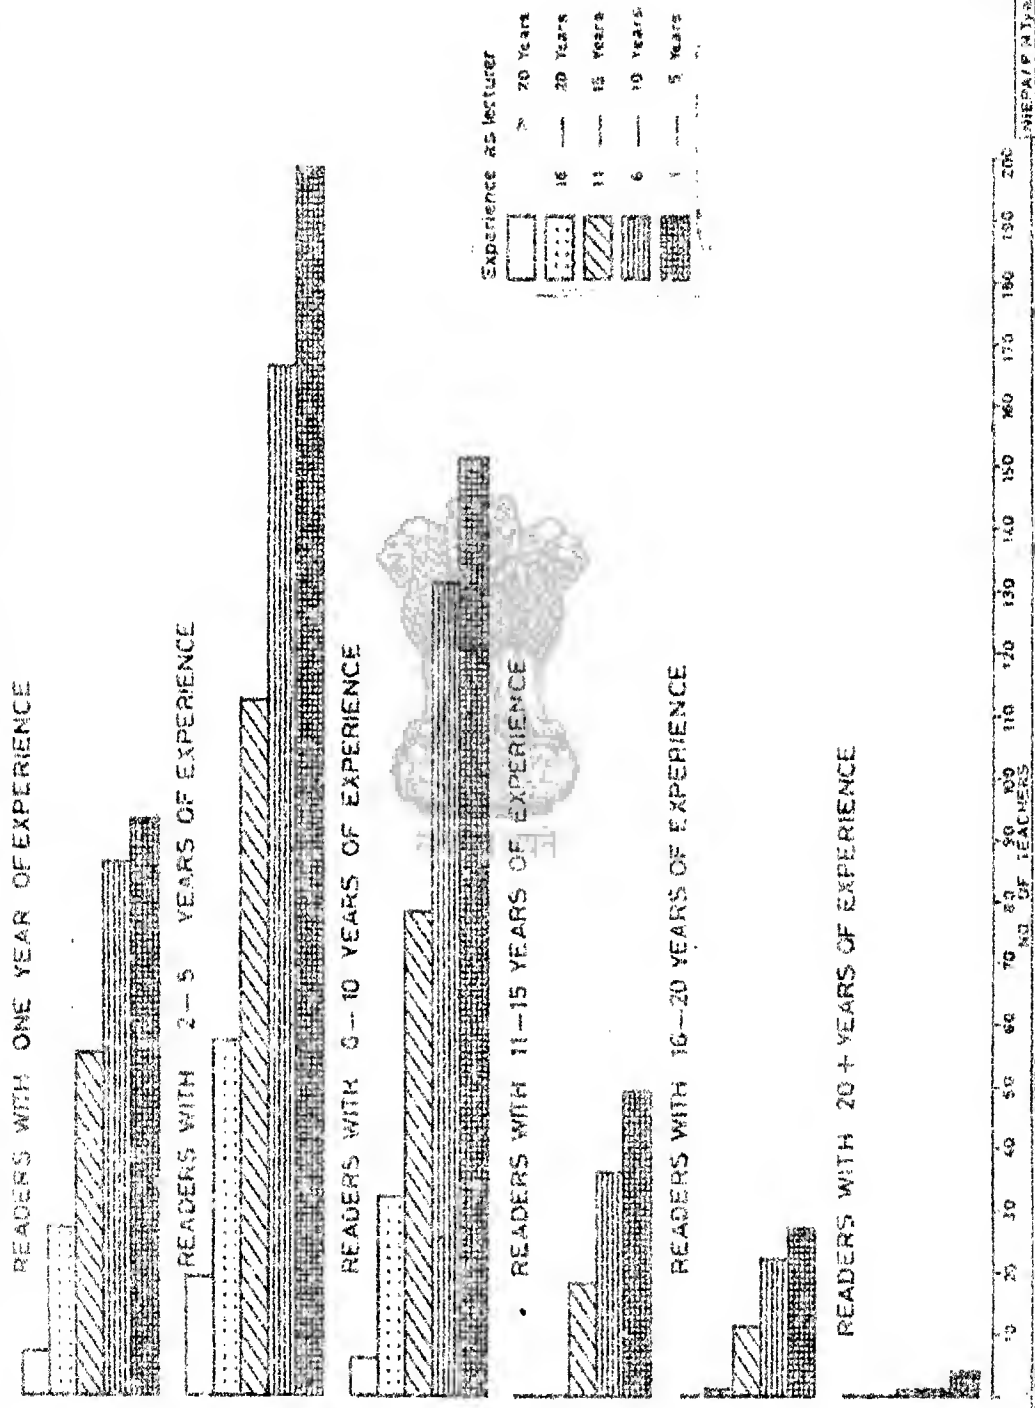 READERS WITH ONE YEAR OF EXPERIENCE
READERS WITH 2-5 YEARS OF EXPERIENCE
READERS WITH 6-10 YEARS OF EXPERIENCE
READERS WITH 11-15 YEARS OF EXPERIENCE
READERS WITH 16-20 YEARS OF EXPERIENCE
READERS WITH 20 + YEARS OF EXPERIENCE
Experience as lecturer
> 20 Years
16 — 20 Years
11 — 15 Years
6 — 10 Years
1 — 5 Years
10 20 30 40 50 60 70 80 90 100 110 120 130 140 150 160 170 180 190 200
NO OF TEACHERS